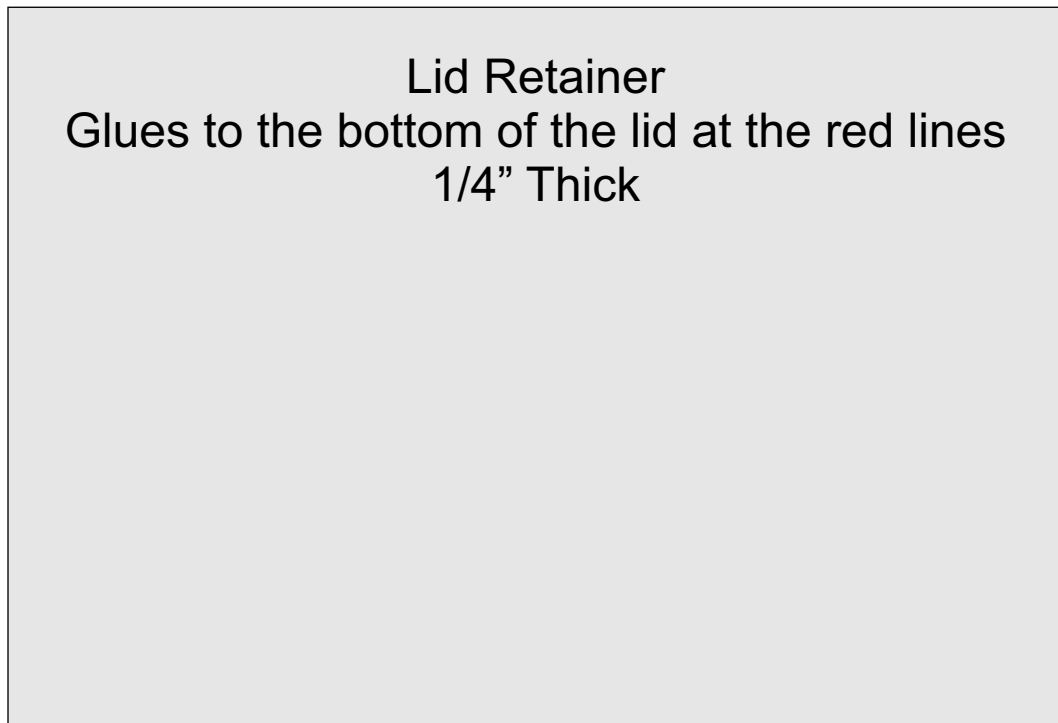 Lid Retainer
Glues to the bottom of the lid at the red lines
1/4” Thick